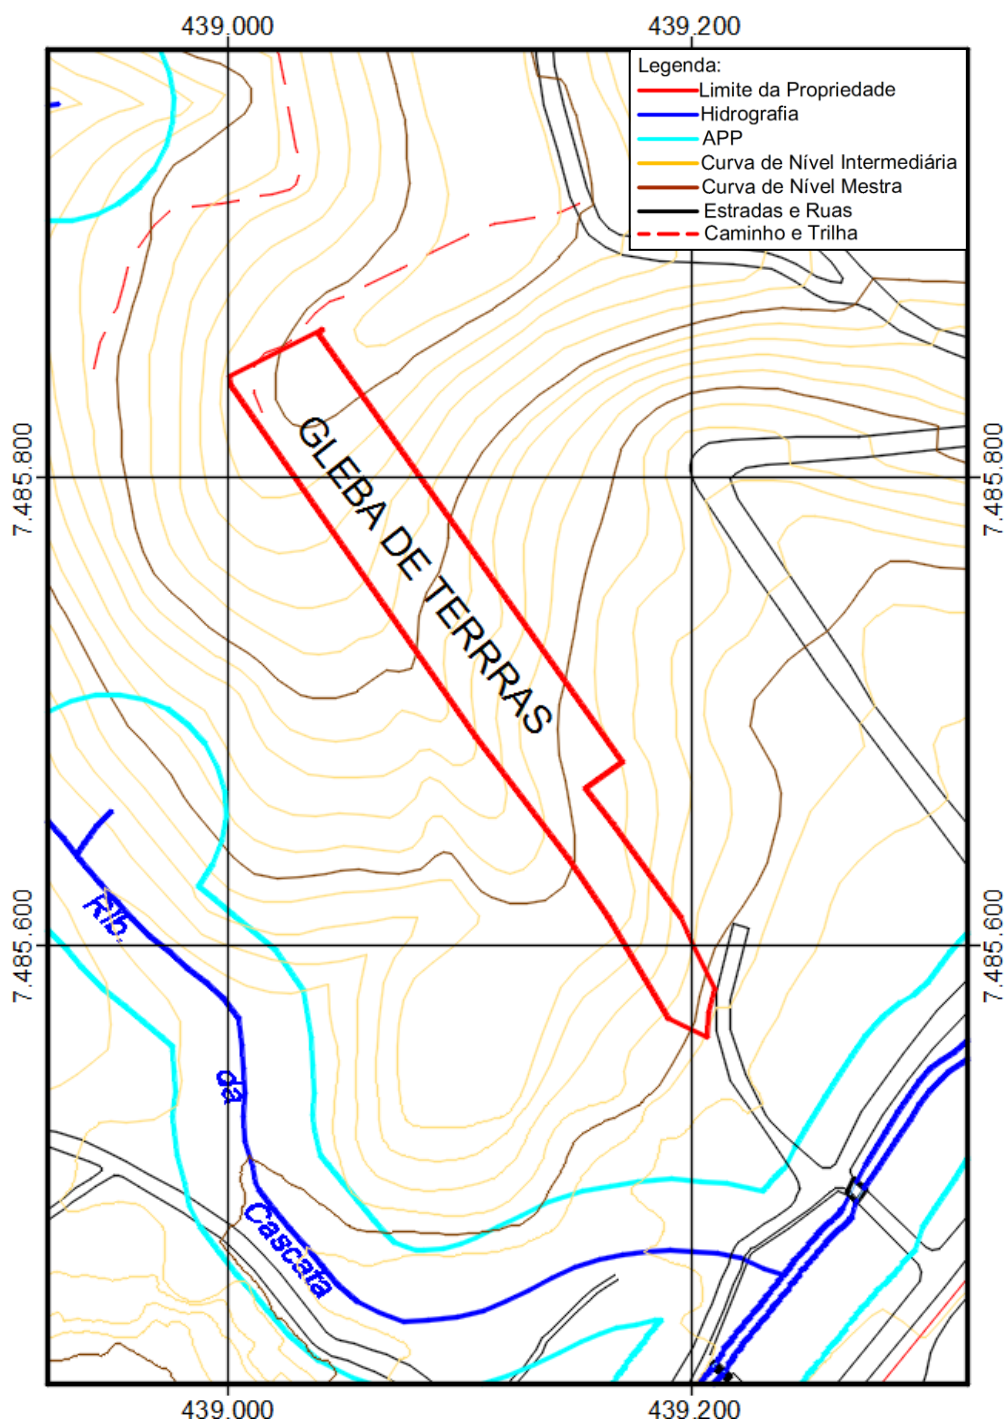 439.000
439.200
Legenda:
Limite da Propriedade
Hidrografia
APP
Curva de Nível Intermediária
Curva de Nível Mestra
Estradas e Ruas
Caminho e Trilha
7.485.800
7.485.800
GLEBA DE TERRRAS
7.485.600
7.485.600
Rib.
da
Cascata
439.000
439.200